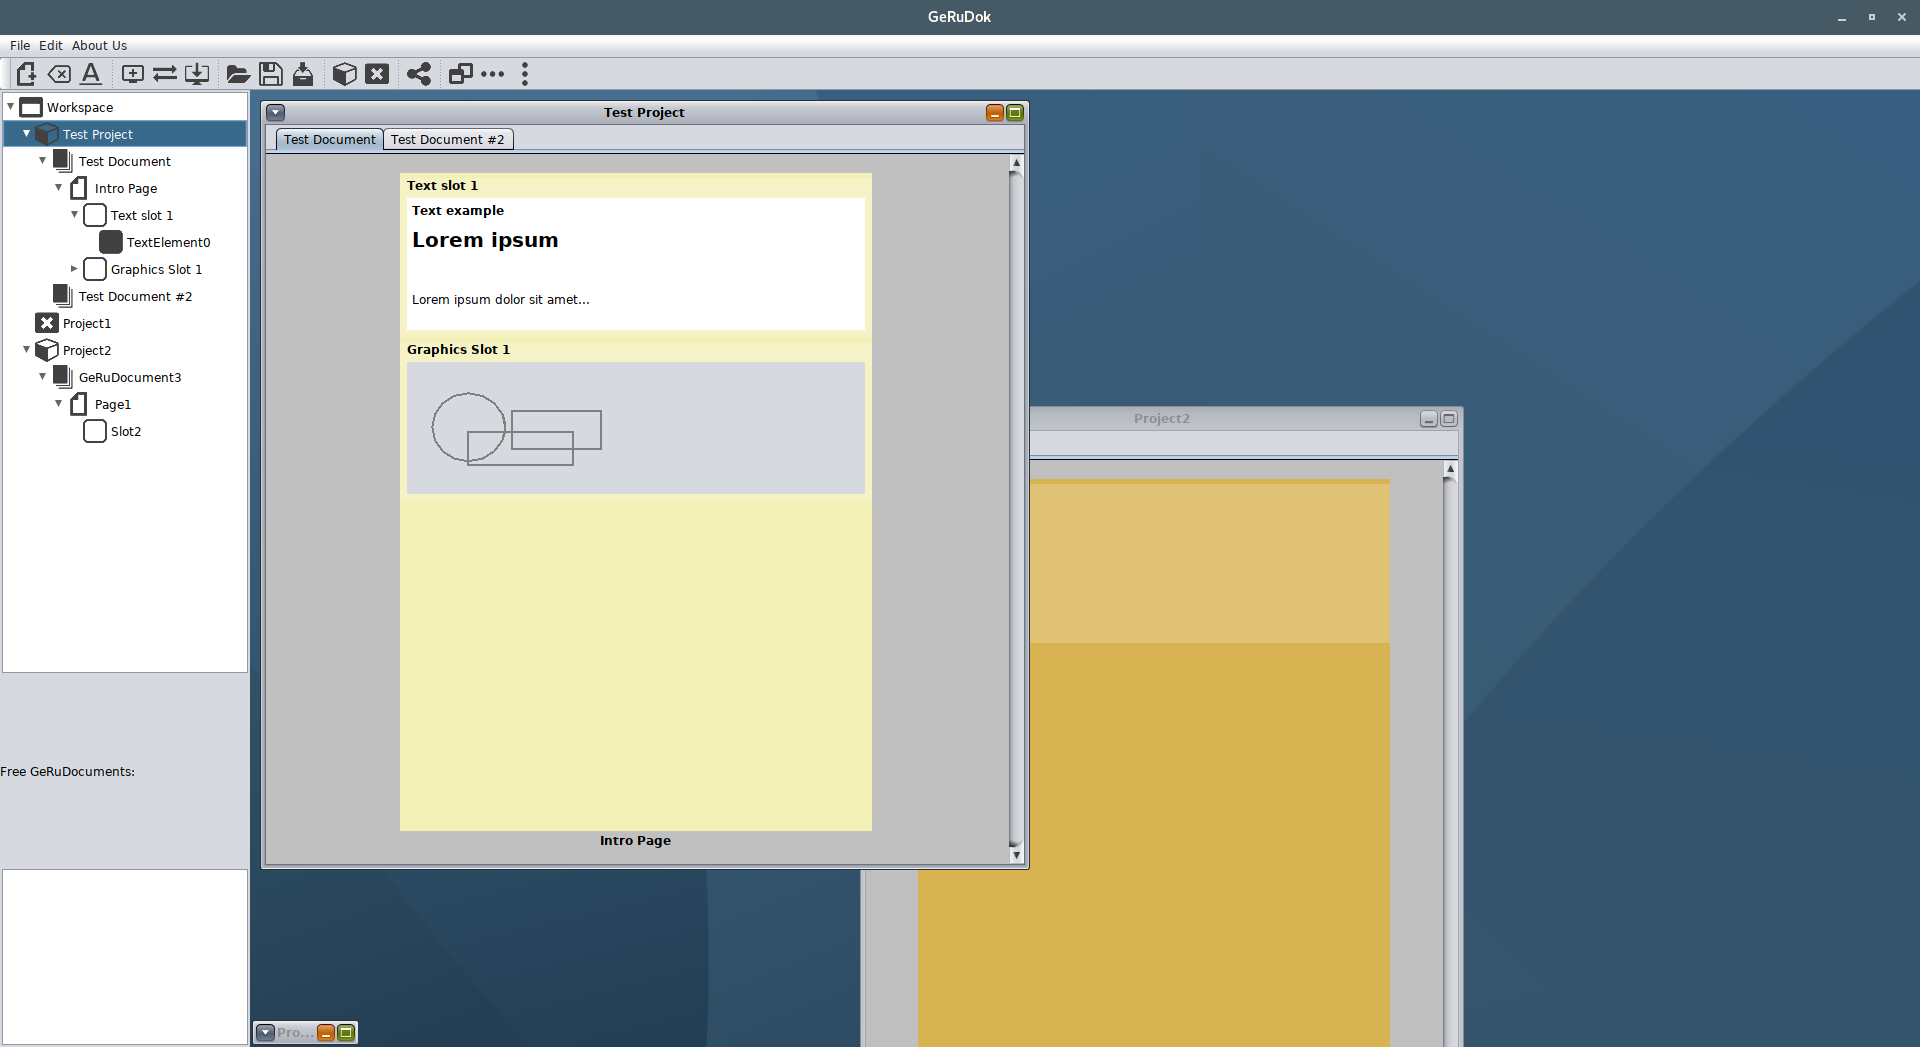 GeRuDok
File Edit About Us
Workspace
Test Project
Test Document
Intro Page
Text slot 1
TextElement0
Graphics Slot 1
Test Document #2
Project1
Project2
GeRuDocument3
Page1
Slot2
Free GeRuDocuments:
Test Project
Test Document Test Document #2
Text slot 1
Text example
Lorem ipsum
Lorem ipsum dolor sit amet...
Graphics Slot 1
Intro Page
Project2
Pro...